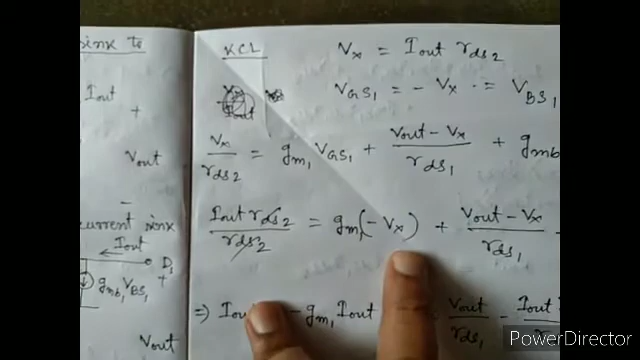 sink to
Iout
+
Vout
-
current sink
Iout
D1
+
gmb1 VBS1
Vout
KCL
Vx = Iout rds2
VGS1 = - Vx = VBS1
Vx/rds2 = gm1 VGS1 + (Vout - Vx)/rds1 + gmb
Iout rds2/rds2 = gm1(-Vx) + (Vout - Vx)/rds1 -
=) Iou - gm1 Iout = Vout/rds1 - Iout
PowerDirector